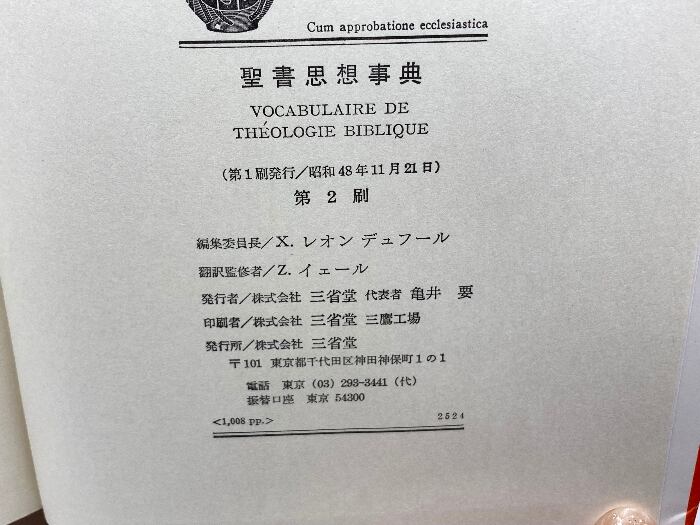 Cum approbatione ecclesiastica
聖書思想事典
VOCABULAIRE DE
THÉOLOGIE BIBLIQUE
(第1刷発行/昭和48年11月21日)
第 2 刷
編集委員長/X. レオン デュフール
翻訳監修者/Z. イェール
発行者/株式会社 三省堂 代表者 亀井 要
印刷者/株式会社 三省堂 三鷹工場
発行所/株式会社 三省堂
〒101 東京都千代田区神田神保町1の1
電話 東京 (03) 293-3441 (代)
振替口座 東京 54300
<1,008 pp.> 2524